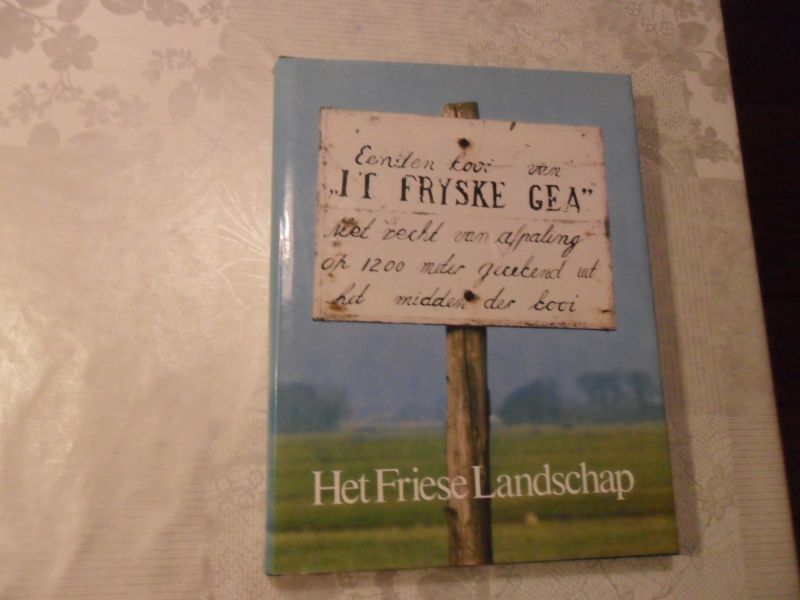 Eenden kooi van
„IT FRYSKE GEA”
Met recht van afpaling
op 1200 meter gerekend uit
het midden der kooi
Het Friese Landschap